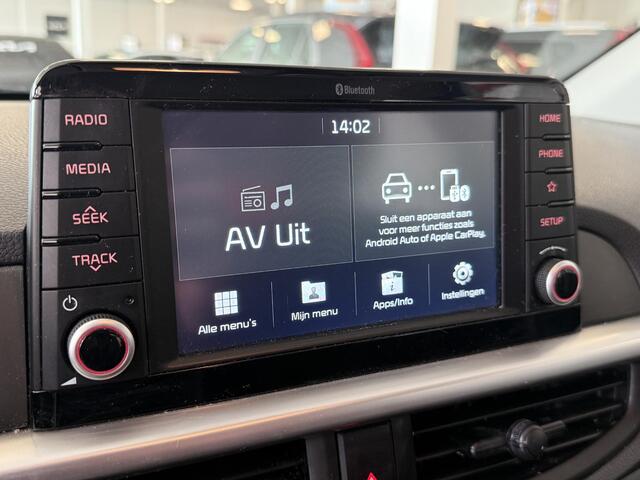 Bluetooth
RADIO
MEDIA
SEEK
TRACK
HOME
PHONE
SETUP
14:02
AV Uit
Sluit een apparaat aan
voor meer functies zoals
Android Auto of Apple CarPlay.
Alle menu's
Mijn menu
Apps/Info
Instellingen